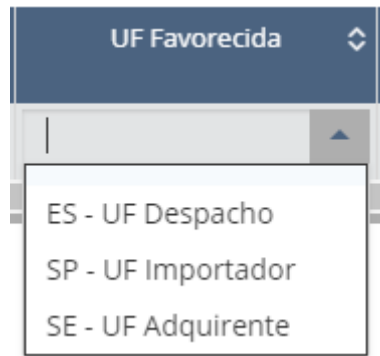 UF Favorecida
ES - UF Despacho
SP - UF Importador
SE - UF Adquirente